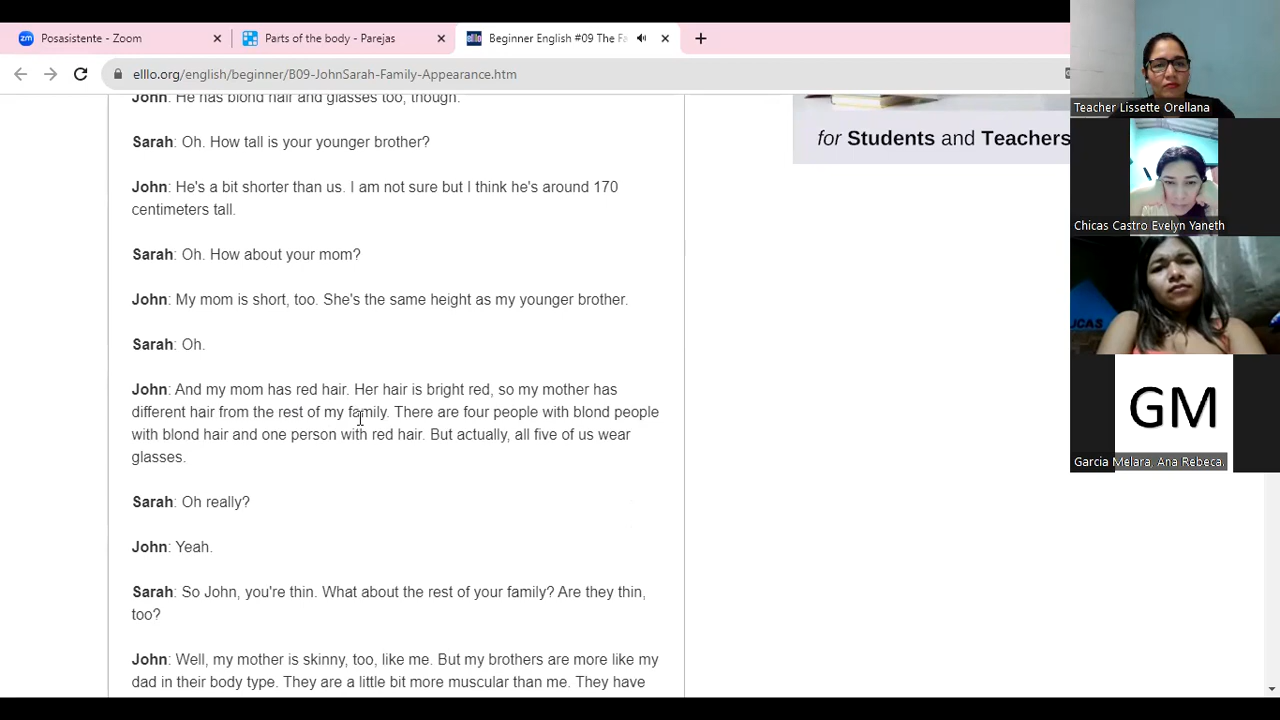 Posasistente - Zoom
Parts of the body - Parejas
Beginner English #09 The Fa
elllo.org/english/beginner/B09-JohnSarah-Family-Appearance.htm
John: He has blond hair and glasses too, though.
Sarah: Oh. How tall is your younger brother?
John: He's a bit shorter than us. I am not sure but I think he's around 170
centimeters tall.
Sarah: Oh. How about your mom?
John: My mom is short, too. She's the same height as my younger brother.
Sarah: Oh.
John: And my mom has red hair. Her hair is bright red, so my mother has
different hair from the rest of my family. There are four people with blond people
with blond hair and one person with red hair. But actually, all five of us wear
glasses.
Sarah: Oh really?
John: Yeah.
Sarah: So John, you're thin. What about the rest of your family? Are they thin,
too?
John: Well, my mother is skinny, too, like me. But my brothers are more like my
dad in their body type. They are a little bit more muscular than me. They have
for Students and Teachers
Teacher Lissette Orellana
Chicas Castro Evelyn Yaneth
GM
Garcia Melara, Ana Rebeca.